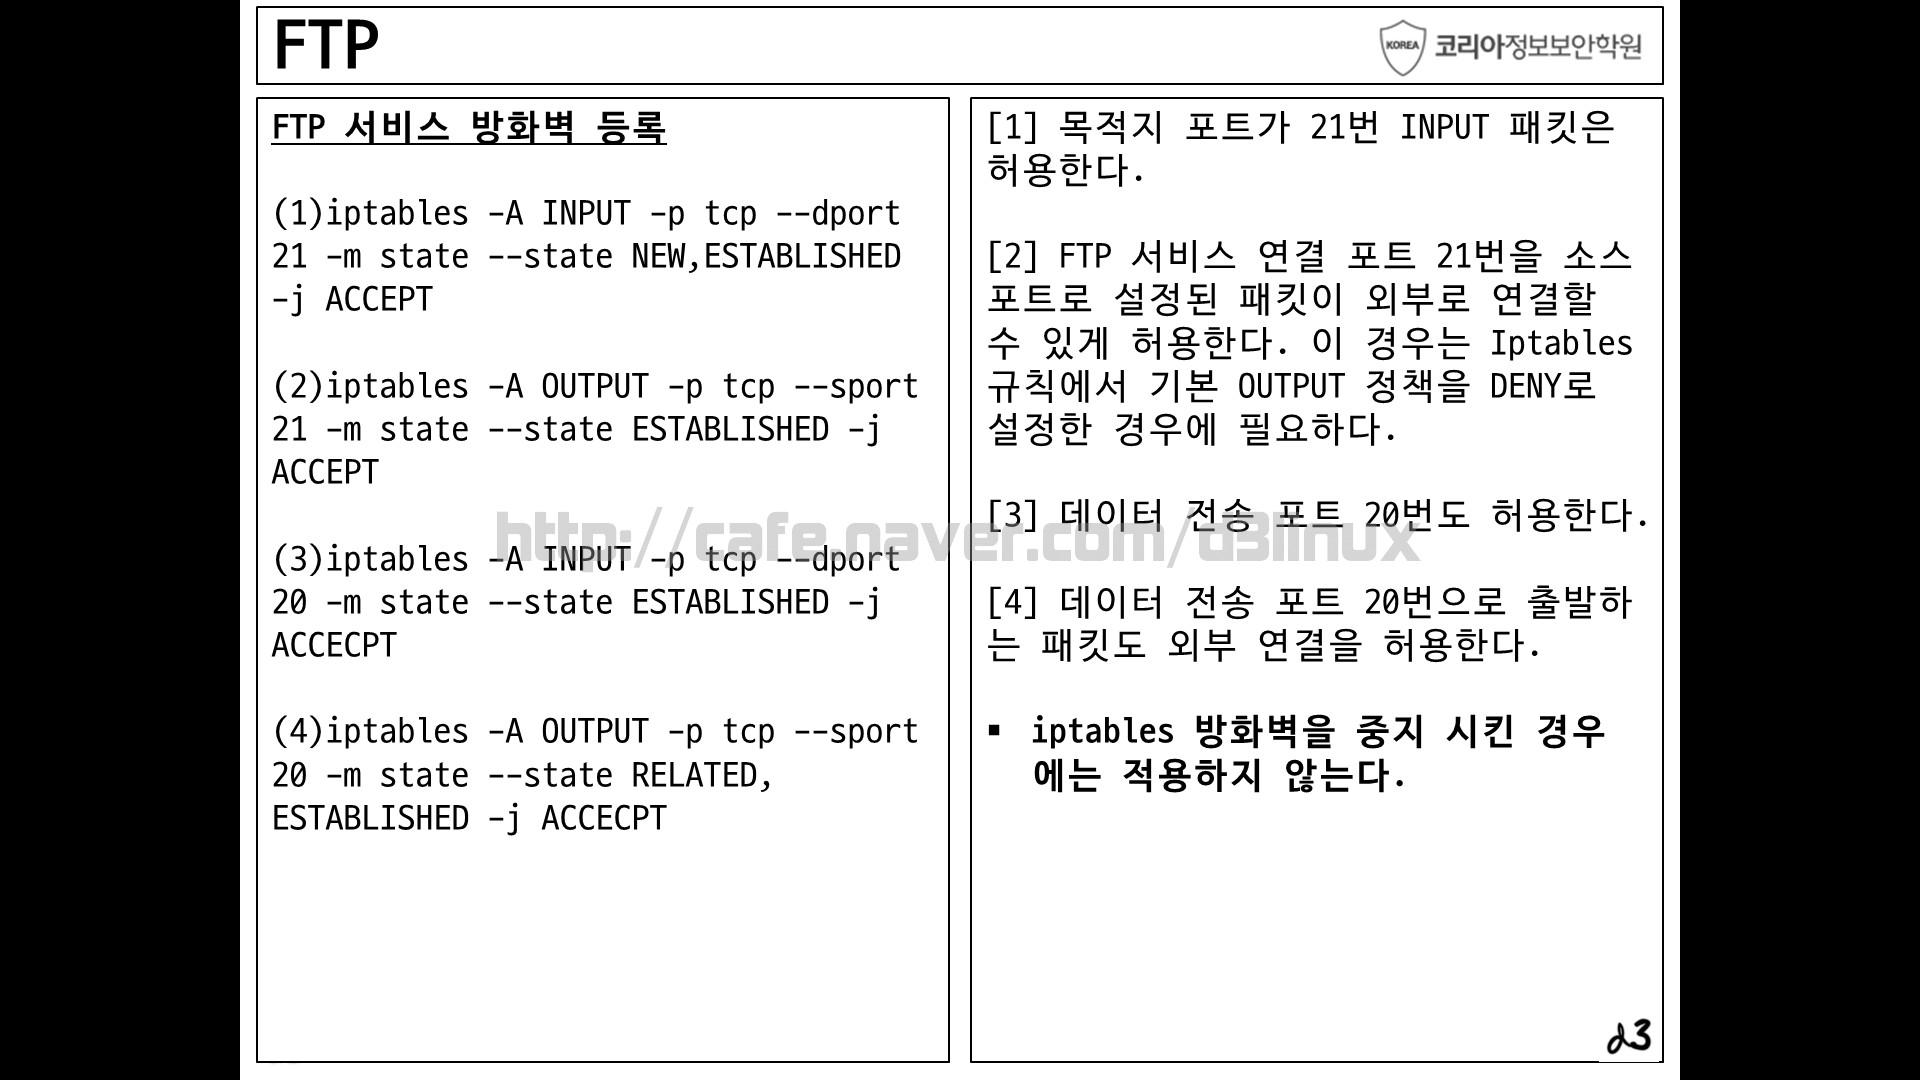 FTP
KOREA 코리아정보보안학원
FTP 서비스 방화벽 등록
(1)iptables -A INPUT -p tcp --dport
21 -m state --state NEW,ESTABLISHED
-j ACCEPT
(2)iptables -A OUTPUT -p tcp --sport
21 -m state --state ESTABLISHED -j
ACCEPT
(3)iptables -A INPUT -p tcp --dport
20 -m state --state ESTABLISHED -j
ACCECPT
(4)iptables -A OUTPUT -p tcp --sport
20 -m state --state RELATED,
ESTABLISHED -j ACCECPT
[1] 목적지 포트가 21번 INPUT 패킷은
허용한다.
[2] FTP 서비스 연결 포트 21번을 소스
포트로 설정된 패킷이 외부로 연결할
수 있게 허용한다. 이 경우는 Iptables
규칙에서 기본 OUTPUT 정책을 DENY로
설정한 경우에 필요하다.
[3] 데이터 전송 포트 20번도 허용한다.
[4] 데이터 전송 포트 20번으로 출발하
는 패킷도 외부 연결을 허용한다.
▪ iptables 방화벽을 중지 시킨 경우
에는 적용하지 않는다.
http://cafe.naver.com/d3linux
d3